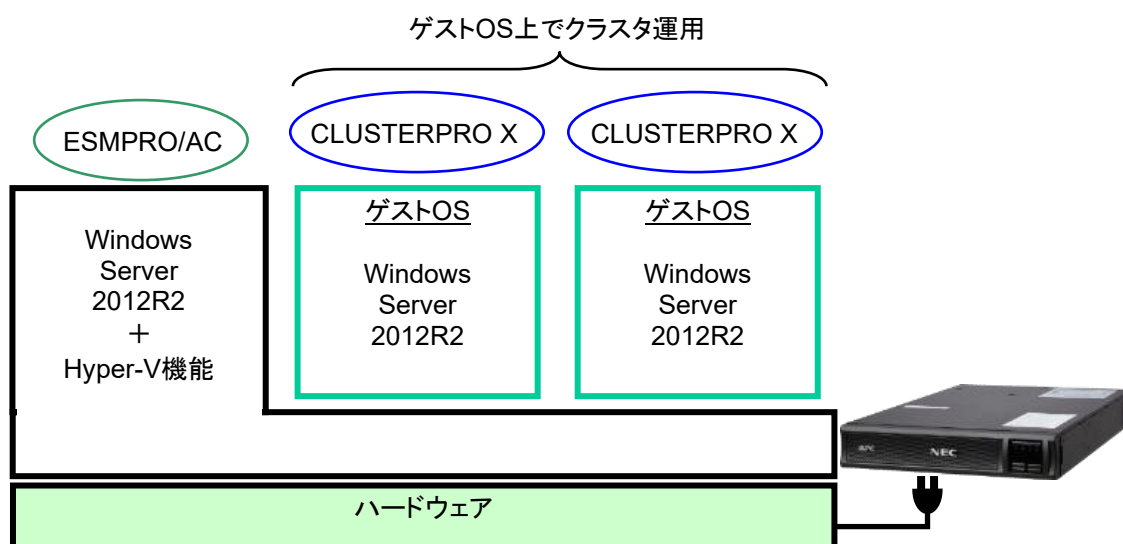 ゲストOS上でクラスタ運用
ESMPRO/AC
CLUSTERPRO X
CLUSTERPRO X
Windows
Server
2012R2
＋
Hyper-V機能
ゲストOS
Windows
Server
2012R2
ゲストOS
Windows
Server
2012R2
APC
NEC
ハードウェア